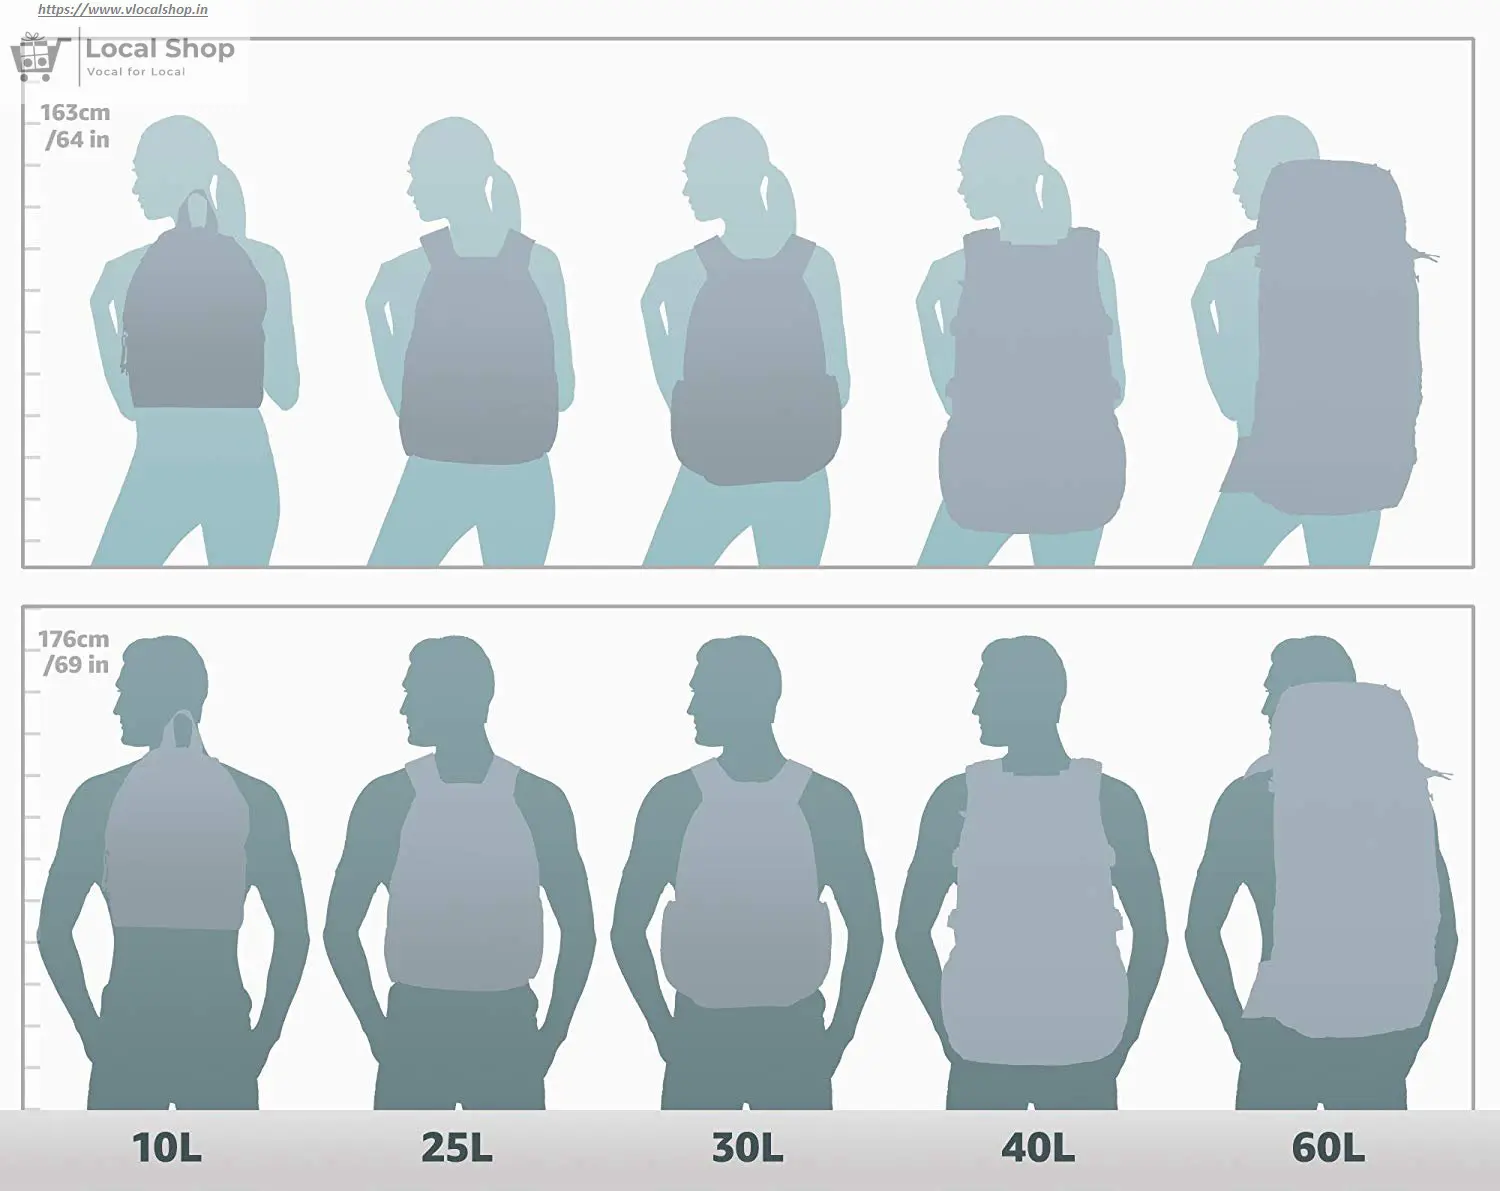 https://www.vlocalshop.in
Local Shop
Vocal for Local
163cm
/64 in
176cm
/69 in
10L
25L
30L
40L
60L